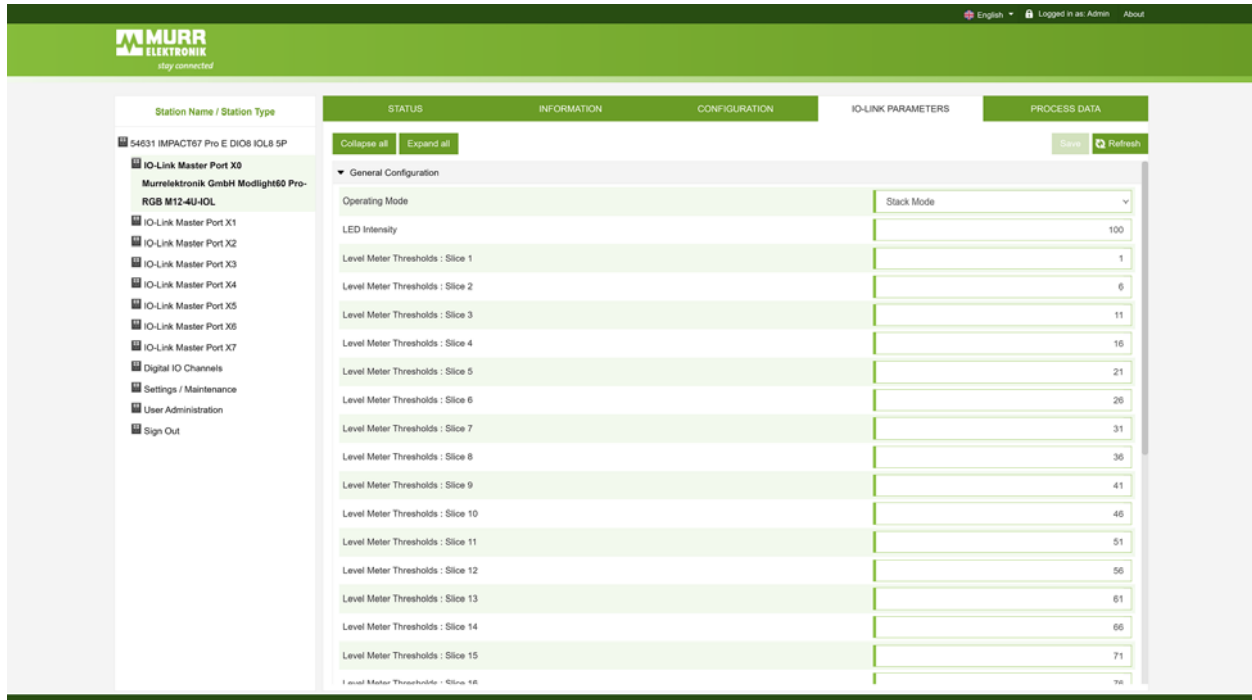 English
Logged in as: Admin
About
MURR
ELEKTRONIK
stay connected
Station Name / Station Type
54631 IMPACT67 Pro E DIO8 IOL8 5P
IO-Link Master Port X0
Murrelektronik GmbH Modlight60 Pro-
RGB M12-4U-IOL
IO-Link Master Port X1
IO-Link Master Port X2
IO-Link Master Port X3
IO-Link Master Port X4
IO-Link Master Port X5
IO-Link Master Port X6
IO-Link Master Port X7
Digital IO Channels
Settings / Maintenance
User Administration
Sign Out
STATUS INFORMATION CONFIGURATION IO-LINK PARAMETERS PROCESS DATA
Collapse all Expand all Save Refresh
General Configuration
Operating Mode Stack Mode
LED Intensity 100
Level Meter Thresholds : Slice 1 1
Level Meter Thresholds : Slice 2 6
Level Meter Thresholds : Slice 3 11
Level Meter Thresholds : Slice 4 16
Level Meter Thresholds : Slice 5 21
Level Meter Thresholds : Slice 6 26
Level Meter Thresholds : Slice 7 31
Level Meter Thresholds : Slice 8 36
Level Meter Thresholds : Slice 9 41
Level Meter Thresholds : Slice 10 46
Level Meter Thresholds : Slice 11 51
Level Meter Thresholds : Slice 12 56
Level Meter Thresholds : Slice 13 61
Level Meter Thresholds : Slice 14 66
Level Meter Thresholds : Slice 15 71
Level Meter Thresholds : Slice 16 76